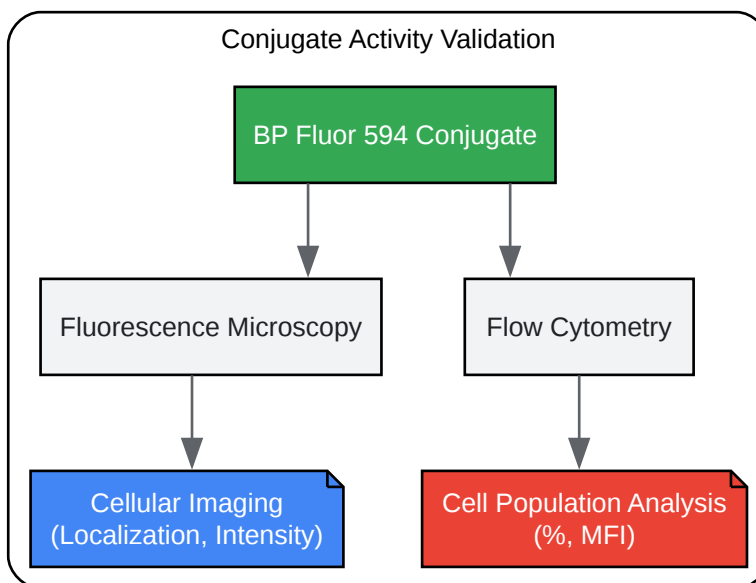 Conjugate Activity Validation
BP Fluor 594 Conjugate
Fluorescence Microscopy
Flow Cytometry
Cellular Imaging
(Localization, Intensity)
Cell Population Analysis
(%, MFI)